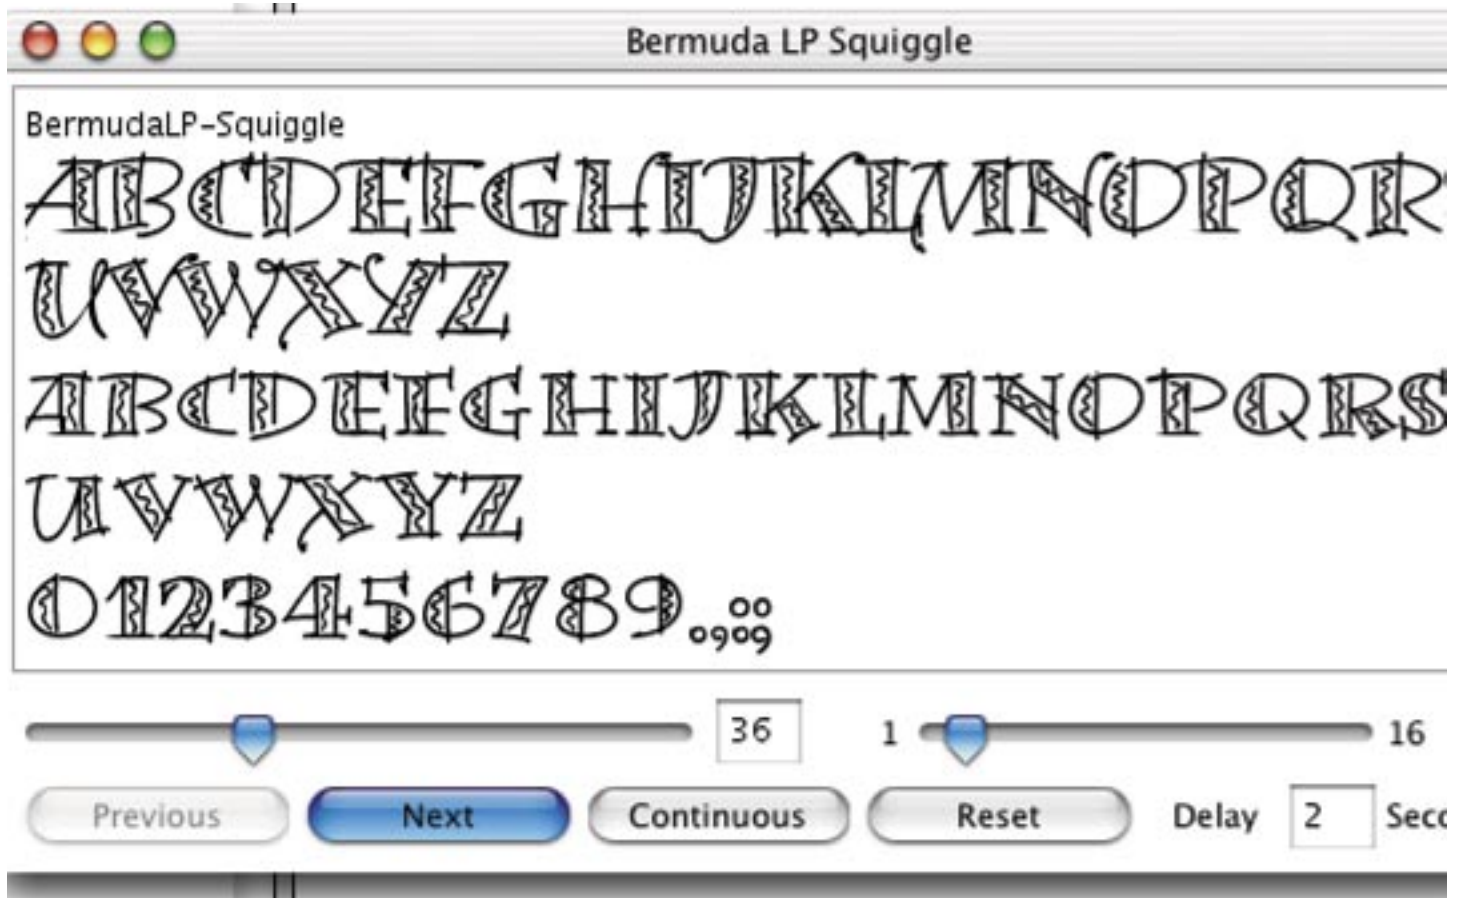 Bermuda LP Squiggle
BermudaLP-Squiggle
ABCDEFGHIJKLMNOPQR
UVWXYZ
ABCDEFGHIJKLMNOPQRS
UVWXYZ
0123456789.,:;
36 1 16
Previous Next Continuous Reset Delay 2 Seco